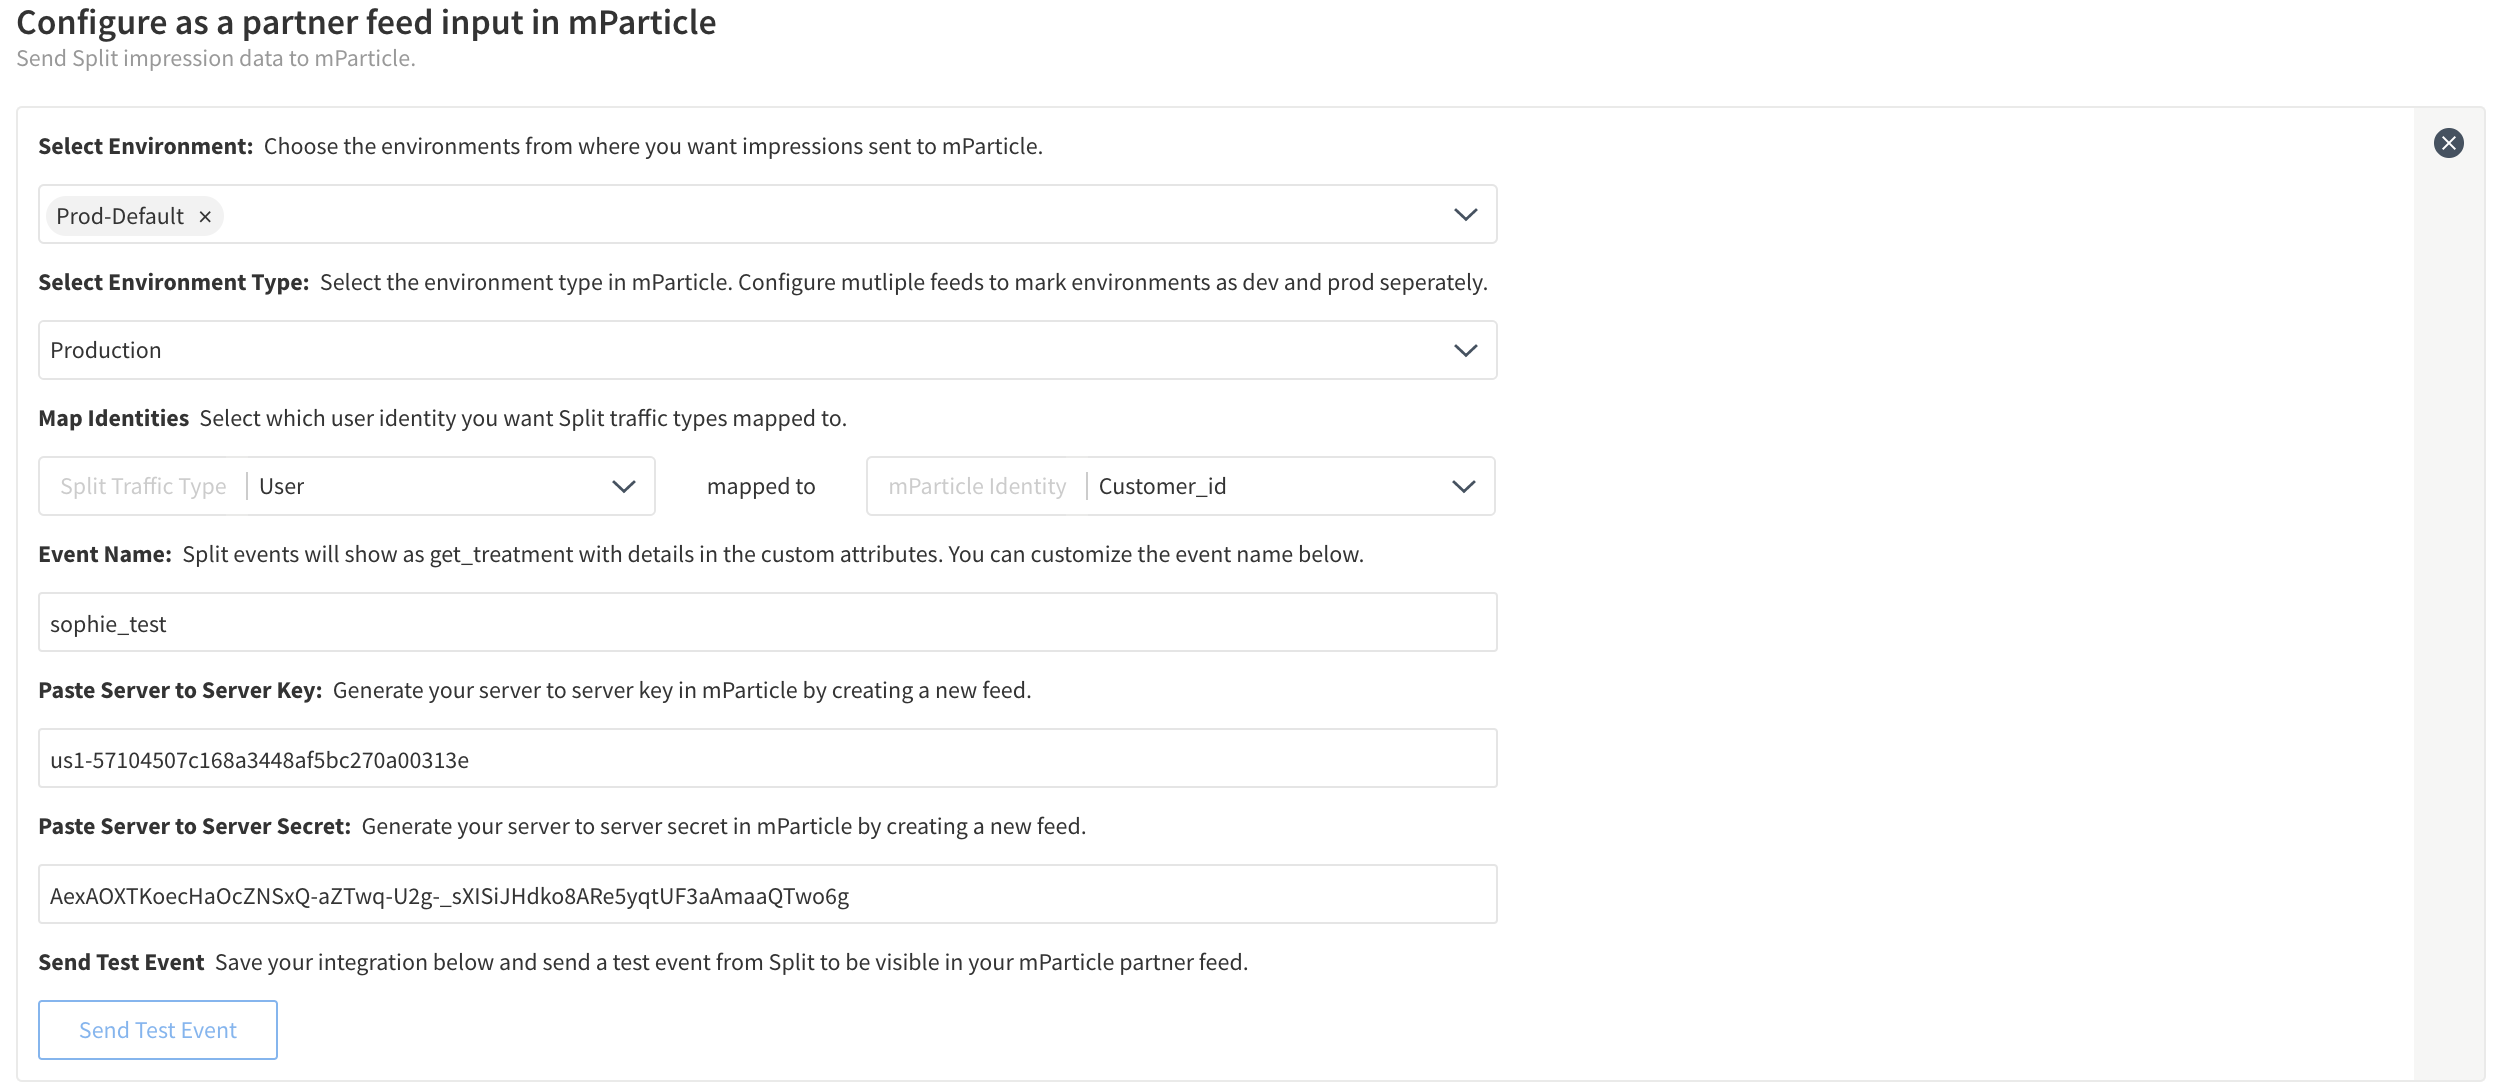 Configure as a partner feed input in mParticle
Send Split impression data to mParticle.
Select Environment: Choose the environments from where you want impressions sent to mParticle.
Prod-Default ×
Select Environment Type: Select the environment type in mParticle. Configure mutliple feeds to mark environments as dev and prod seperately.
Production
Map Identities Select which user identity you want Split traffic types mapped to.
Split Traffic Type | User mapped to mParticle Identity | Customer_id
Event Name: Split events will show as get_treatment with details in the custom attributes. You can customize the event name below.
sophie_test
Paste Server to Server Key: Generate your server to server key in mParticle by creating a new feed.
us1-57104507c168a3448af5bc270a00313e
Paste Server to Server Secret: Generate your server to server secret in mParticle by creating a new feed.
AexAOXTKoecHaOcZNSxQ-aZTwq-U2g-_sXISiJHdko8ARe5yqtUF3aAmaaQTwo6g
Send Test Event Save your integration below and send a test event from Split to be visible in your mParticle partner feed.
Send Test Event